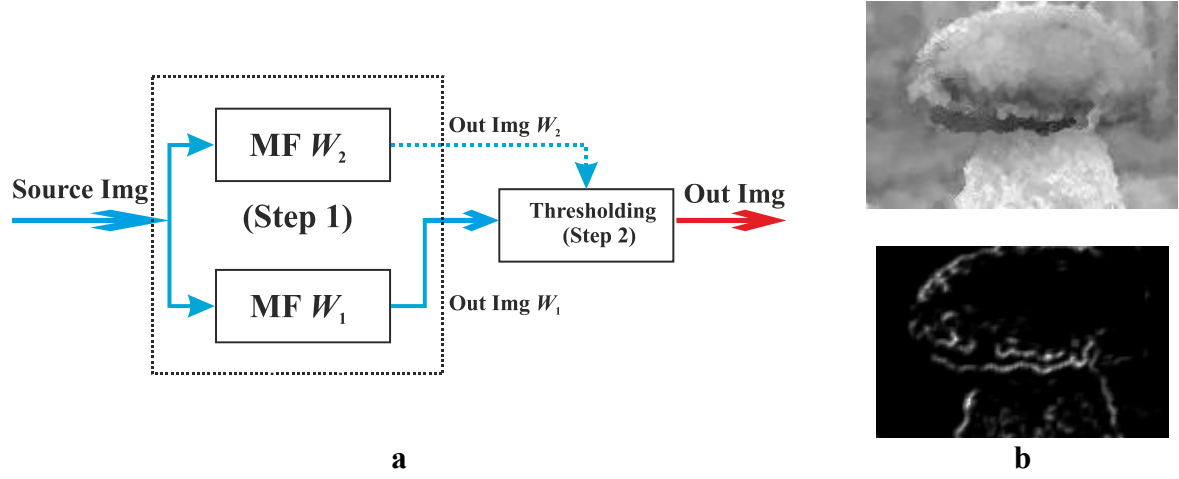 MF W₂
Out Img W₂
Source Img
(Step 1)
Thresholding
(Step 2)
Out Img
MF W₁
Out Img W₁
a
b